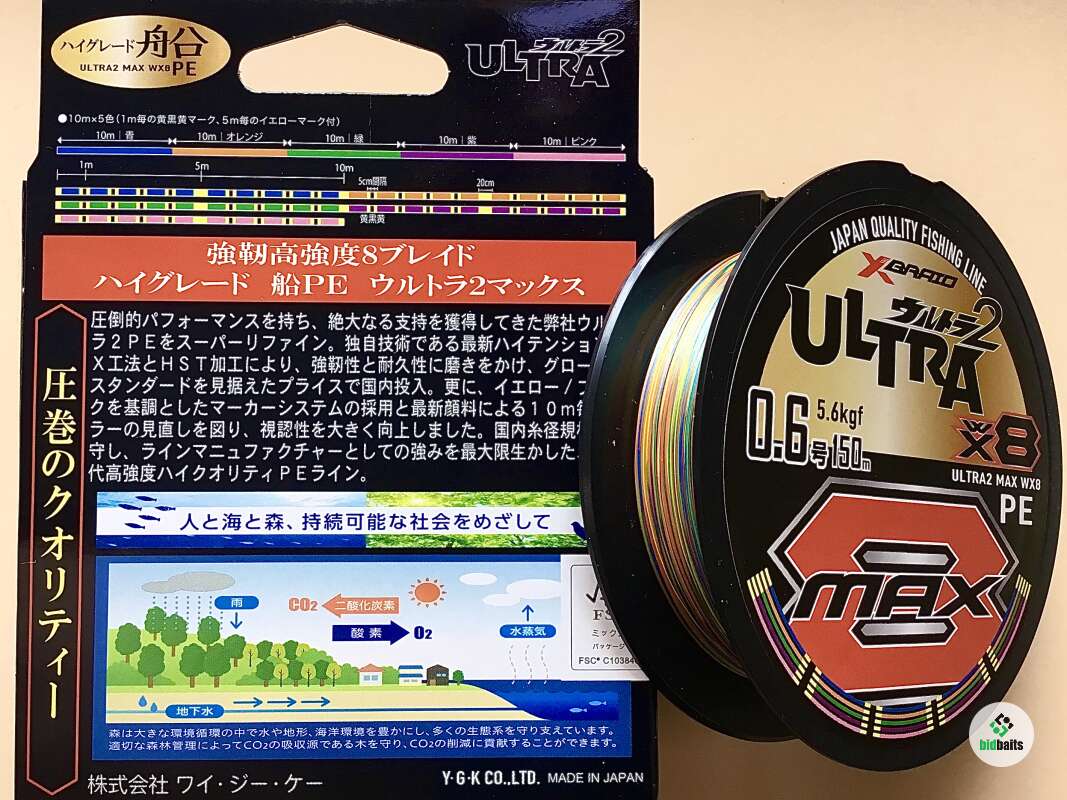 ハイグレード 船
ULTRA2 MAX WX8 PE
ウルトラ2
ULTRA
●10m×5色(1m毎の黄黒黄マーク、5m毎のイエローマーク付)
10m | 青 10m | オレンジ 10m | 緑 10m | 紫 10m | ピンク
1m 5m 10m
5cm間隔 20cm
黄黒黄
強靭高強度8ブレイド
ハイグレード 船PE ウルトラ2マックス
圧巻のクオリティー
圧倒的パフォーマンスを持ち、絶大なる支持を獲得してきた弊社ウル
ラ2PEをスーパーリファイン。独自技術である最新ハイテンション
X工法とHST加工により、強靭性と耐久性に磨きをかけ、グロー
スタンダードを見据えたプライスで国内投入。更に、イエロー/ブ
クを基調としたマーカーシステムの採用と最新顔料による10m毎
ラーの見直しを図り、視認性を大きく向上しました。国内糸径規格
守し、ラインマニュファクチャーとしての強みを最大限生かした
代高強度ハイクオリティPEライン。
人と海と森、持続可能な社会をめざして
雨
CO2 二酸化炭素
酸素 O2
水蒸気
地下水
森は大きな環境循環の中で水や地形、海洋環境を豊かにし、多くの生態系を守り支えています。
適切な森林管理によってCO2の吸収源である木を守り、CO2の削減に貢献することができます。
FS
ミック
パッケージ
FSC® C10384
株式会社 ワイ・ジー・ケー
Y·G·K CO.,LTD. MADE IN JAPAN
JAPAN QUALITY FISHING LINE
X-BRAID
ウルトラ2
ULTRA
0.6号 5.6kgf 150m
WX8
ULTRA2 MAX WX8
PE
8
MAX
bidbaits